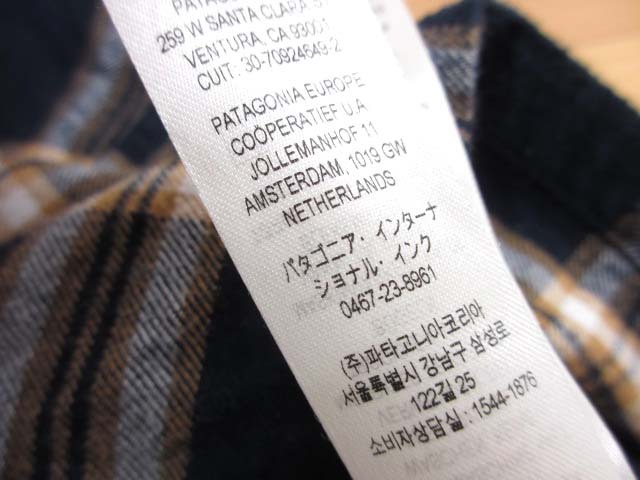 259 W SANTA CLARA ST
VENTURA, CA 93001
CUIT: 30-70924649-2
PATAGONIA EUROPE
COÖPERATIEF U.A
JOLLEMANHOF 11
AMSTERDAM, 1019 GW
NETHERLANDS
パタゴニア・インターナ
ショナル・インク
0467-23-8961
(주)파타고니아코리아
서울특별시 강남구 삼성로
122길 25
소비자상담실 : 1544-1876